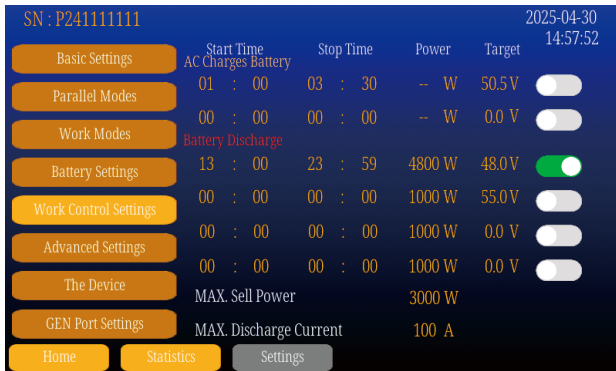 SN : P241111111
2025-04-30
14:57:52
Basic Settings
Parallel Modes
Work Modes
Battery Settings
Work Control Settings
Advanced Settings
The Device
GEN Port Settings
Start Time Stop Time Power Target
AC Charges Battery
01 : 00 03 : 30 -- W 50.5 V
00 : 00 00 : 00 -- W 0.0 V
Battery Discharge
13 : 00 23 : 59 4800 W 48.0 V
00 : 00 00 : 00 1000 W 55.0 V
00 : 00 00 : 00 1000 W 0.0 V
00 : 00 00 : 00 1000 W 0.0 V
MAX. Sell Power 3000 W
MAX. Discharge Current 100 A
Home Statistics Settings